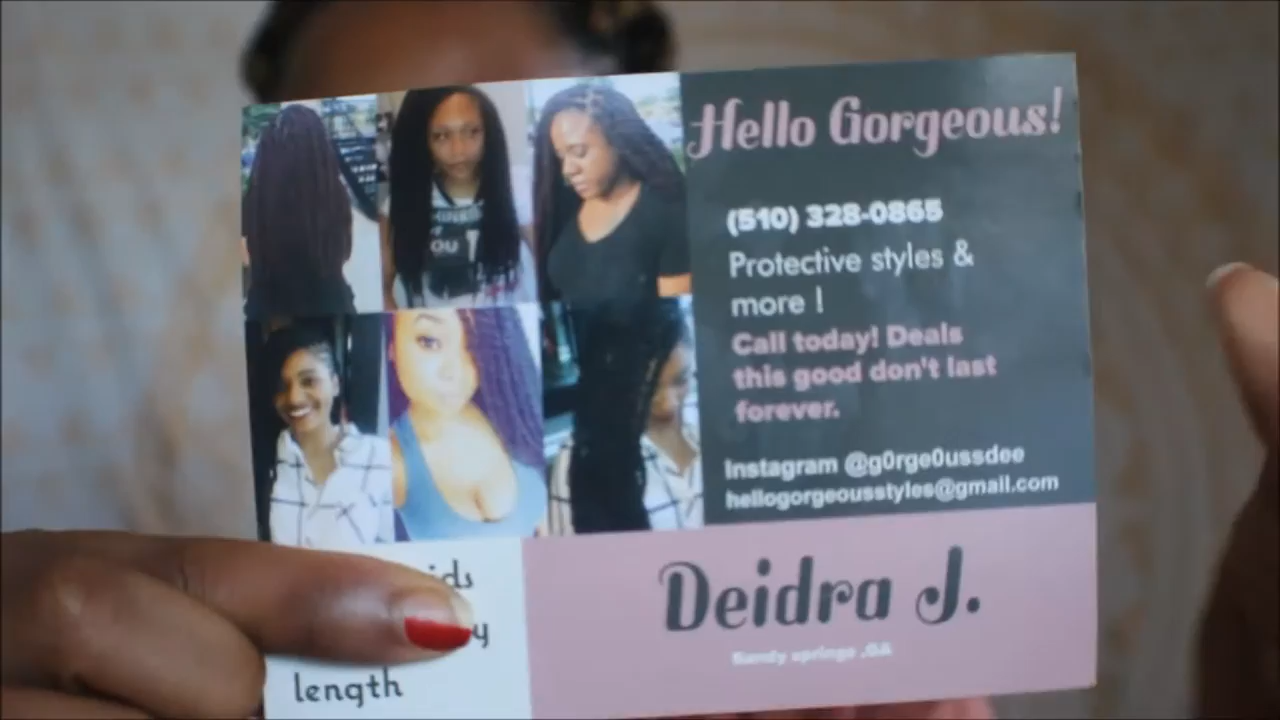 Hello Gorgeous!
(510) 328-0865
Protective styles &
more !
Call today! Deals
this good don't last
forever.
Instagram @g0rge0ussdee
hellogorgeousstyles@gmail.com
Deidra J.
Sandy springs ,GA
length